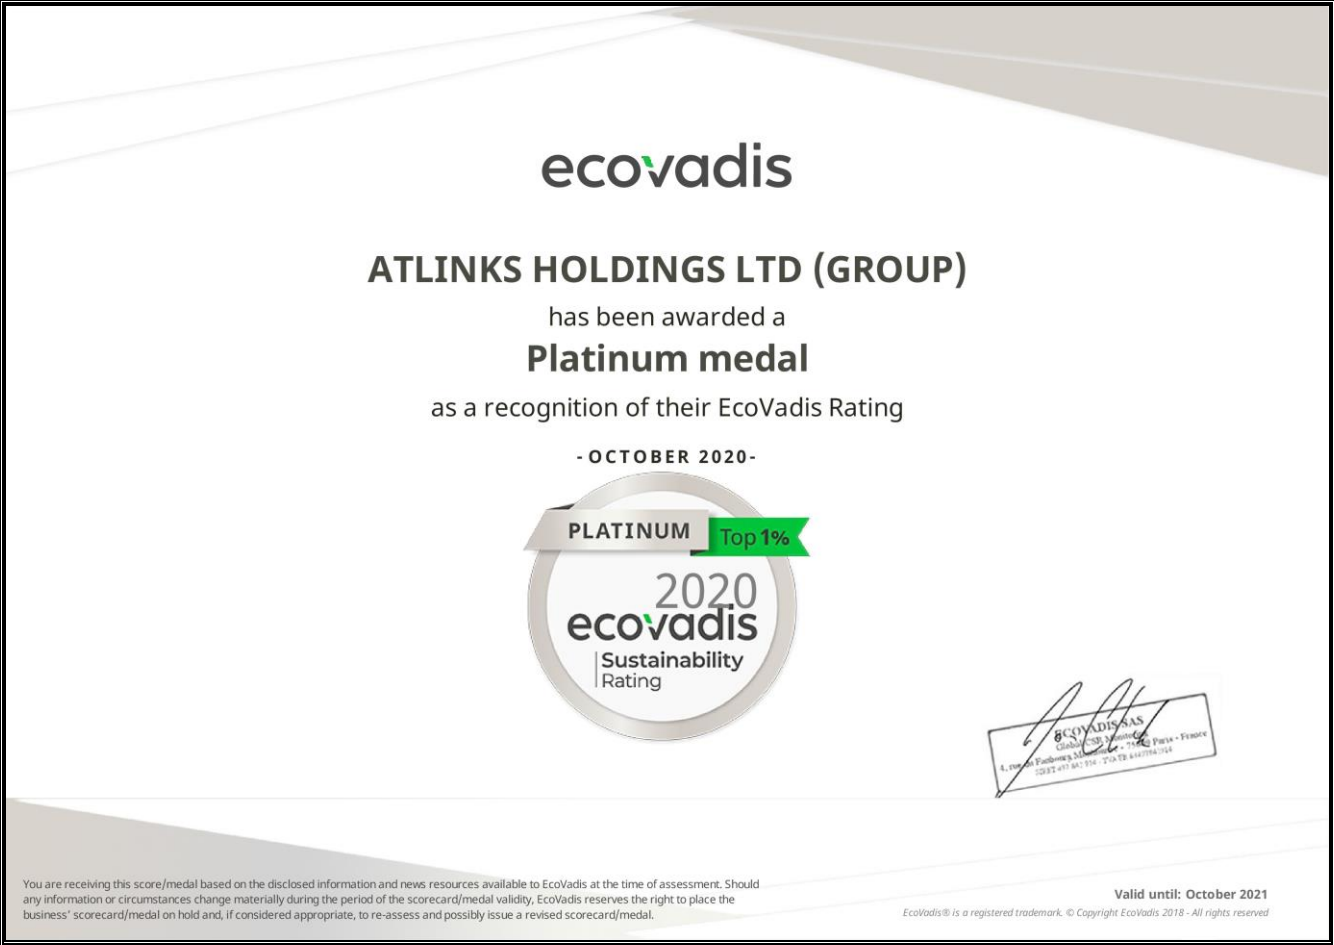 ecovadis
ATLINKS HOLDINGS LTD (GROUP)
has been awarded a
Platinum medal
as a recognition of their EcoVadis Rating
- OCTOBER 2020-
PLATINUM
Top 1%
2020
ecovadis
Sustainability
Rating
ECOVADIS SAS
Global CSR
Paris - France
You are receiving this score/medal based on the disclosed information and news resources available to EcoVadis at the time of assessment. Should
any information or circumstances change materially during the period of the scorecard/medal validity, EcoVadis reserves the right to place the
business' scorecard/medal on hold and, if considered appropriate, to re-assess and possibly issue a revised scorecard/medal.
Valid until: October 2021
EcoVadis® is a registered trademark. © Copyright EcoVadis 2018 - All rights reserved